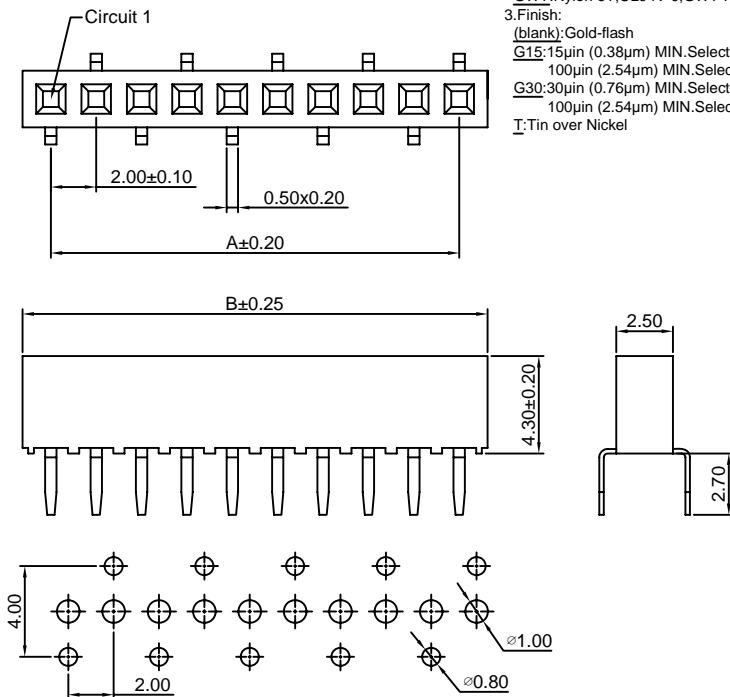 Circuit 1
3.Finish:
(blank):Gold-flash
G15:15µin (0.38µm) MIN.Select
100µin (2.54µm) MIN.Selec
G30:30µin (0.76µm) MIN.Select
100µin (2.54µm) MIN.Selec
T:Tin over Nickel
2.00±0.10
0.50x0.20
A±0.20
B±0.25
2.50
4.30±0.20
2.70
4.00
⌀1.00
⌀0.80
2.00